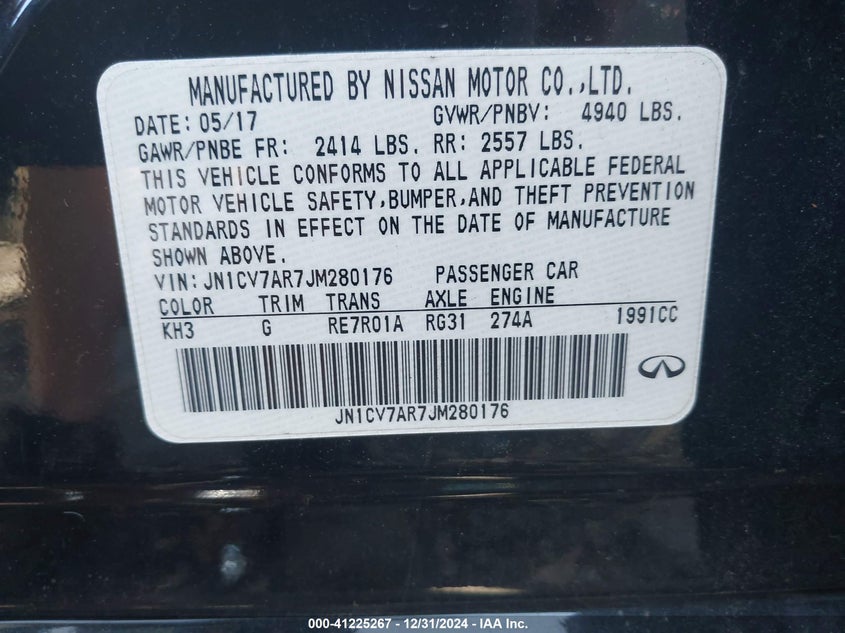 MANUFACTURED BY NISSAN MOTOR CO.,LTD.
DATE: 05/17 GVWR/PNBV: 4940 LBS.
GAWR/PNBE FR: 2414 LBS. RR: 2557 LBS.
THIS VEHICLE CONFORMS TO ALL APPLICABLE FEDERAL
MOTOR VEHICLE SAFETY,BUMPER,AND THEFT PREVENTION
STANDARDS IN EFFECT ON THE DATE OF MANUFACTURE
SHOWN ABOVE.
VIN:JN1CV7AR7JM280176 PASSENGER CAR
COLOR TRIM TRANS AXLE ENGINE
KH3 G RE7R01A RG31 274A 1991CC
JN1CV7AR7JM280176
000-41225267 - 12/31/2024 - IAA Inc.